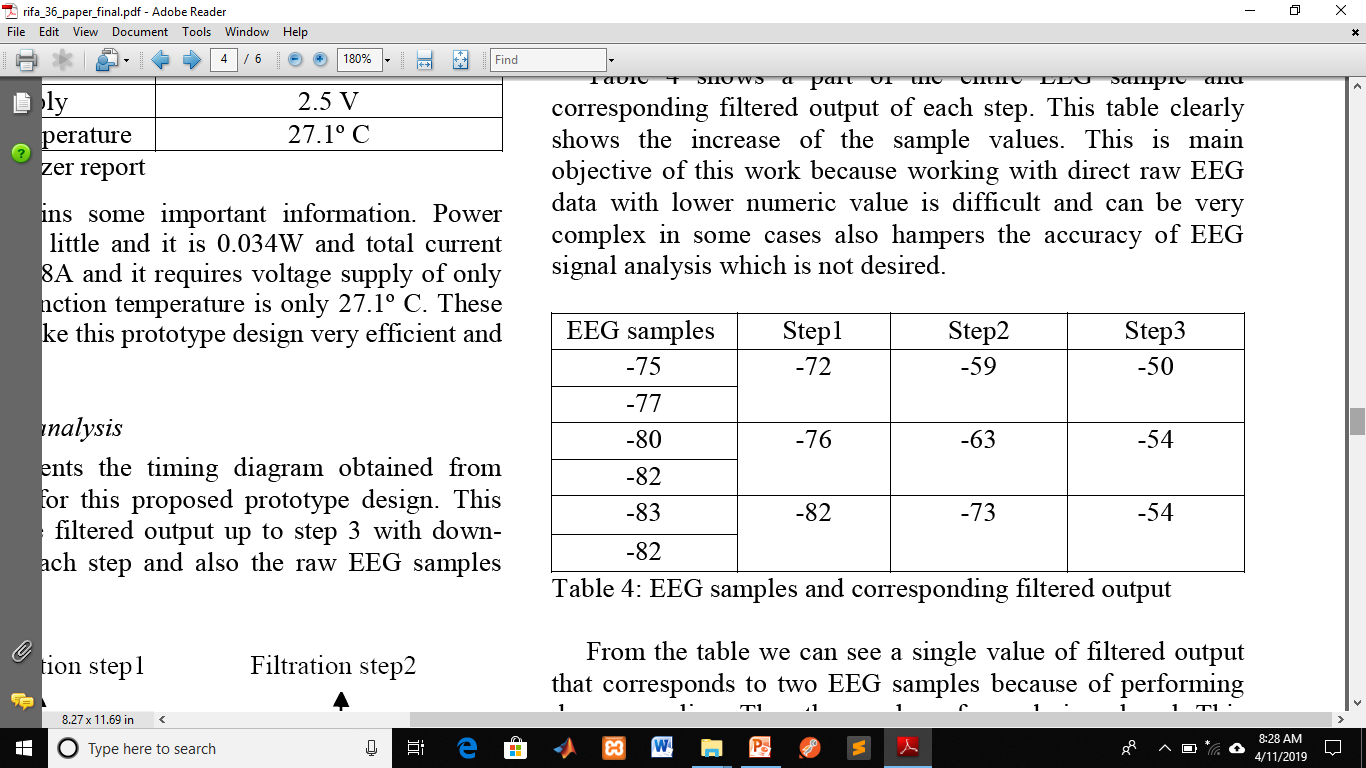 rifa_36_paper_final.pdf - Adobe Reader
File Edit View Document Tools Window Help
4 / 6 180% Find
ply 2.5 V
perature 27.1º C
zer report
ins some important information. Power
little and it is 0.034W and total current
8A and it requires voltage supply of only
nction temperature is only 27.1º C. These
ke this prototype design very efficient and
analysis
ents the timing diagram obtained from
for this proposed prototype design. This
e filtered output up to step 3 with down-
ach step and also the raw EEG samples
tion step1 Filtration step2
Table 4 shows a part of the entire EEG sample and
corresponding filtered output of each step. This table clearly
shows the increase of the sample values. This is main
objective of this work because working with direct raw EEG
data with lower numeric value is difficult and can be very
complex in some cases also hampers the accuracy of EEG
signal analysis which is not desired.
EEG samples Step1 Step2 Step3
-75 -72 -59 -50
-77
-80 -76 -63 -54
-82
-83 -82 -73 -54
-82
Table 4: EEG samples and corresponding filtered output
From the table we can see a single value of filtered output
that corresponds to two EEG samples because of performing
8.27 x 11.69 in
Type here to search
8:28 AM
4/11/2019